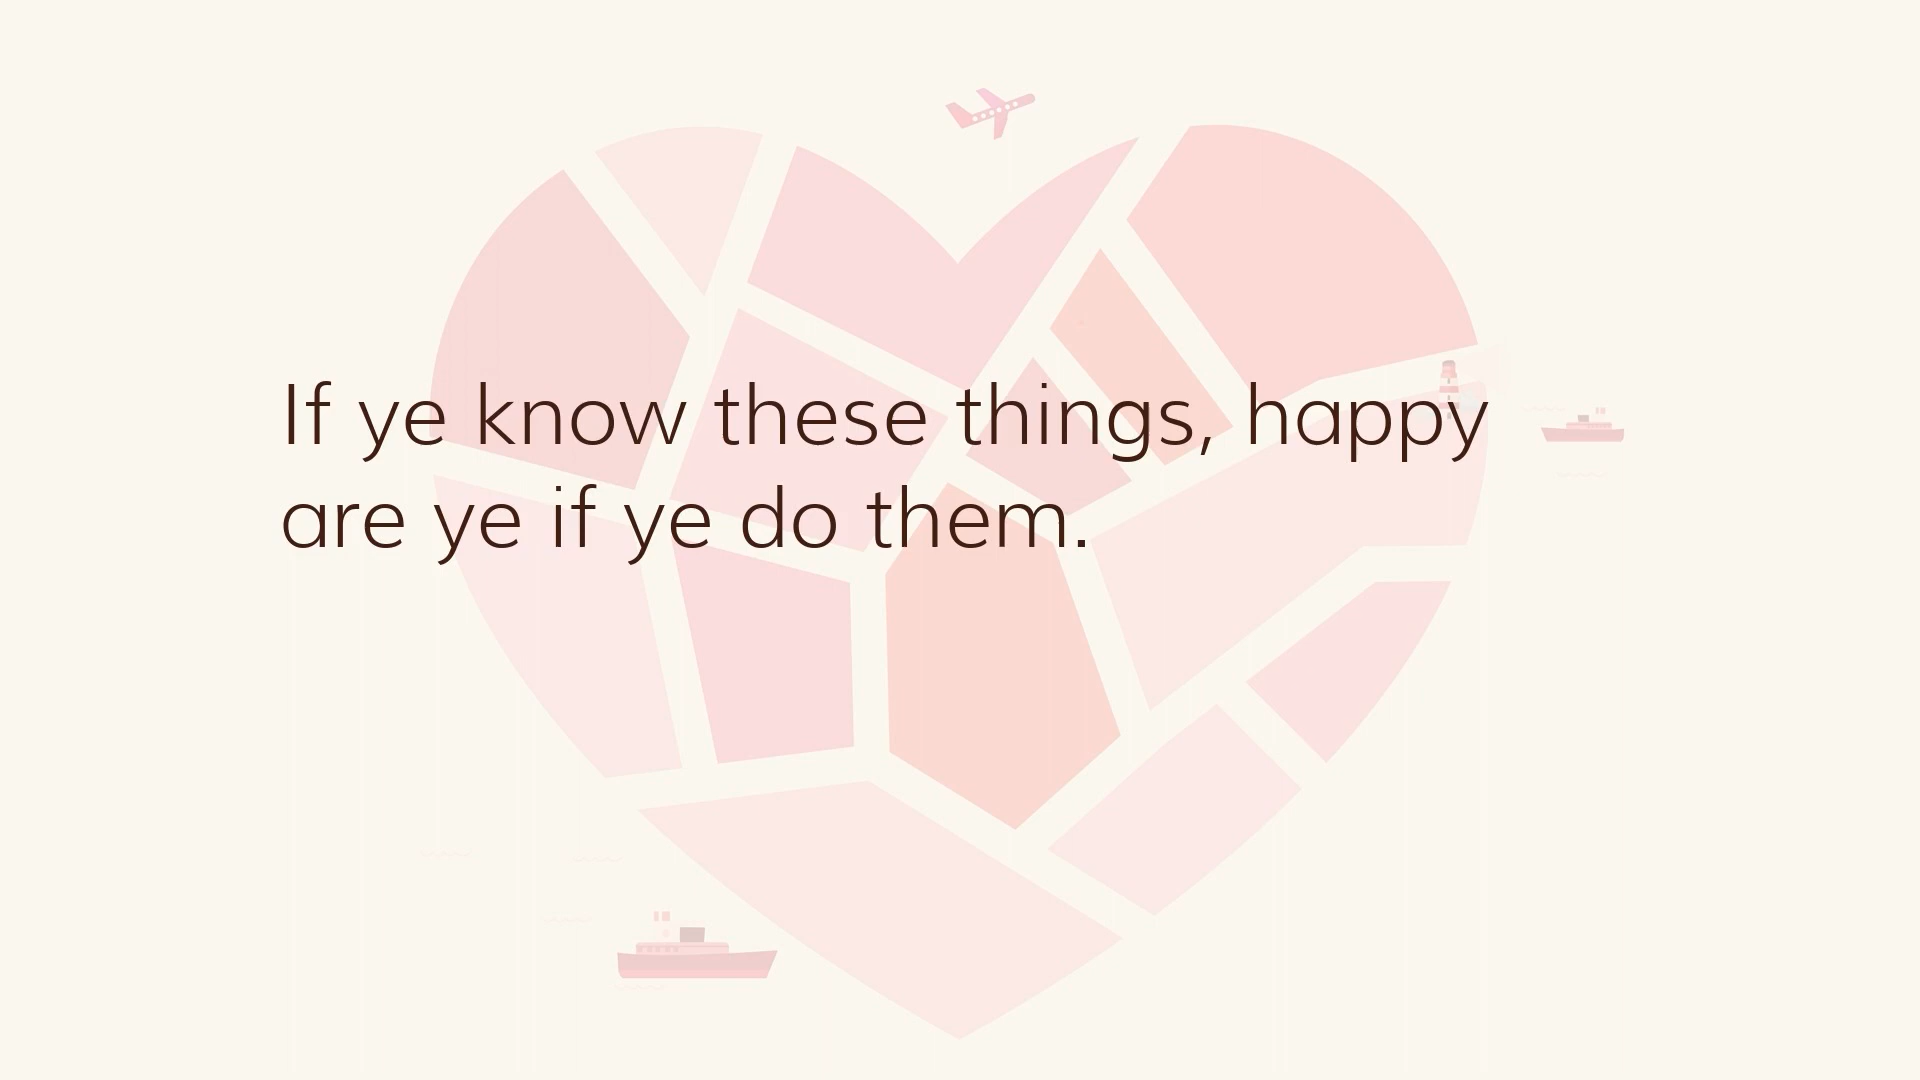 If ye know these things, happy
are ye if ye do them.